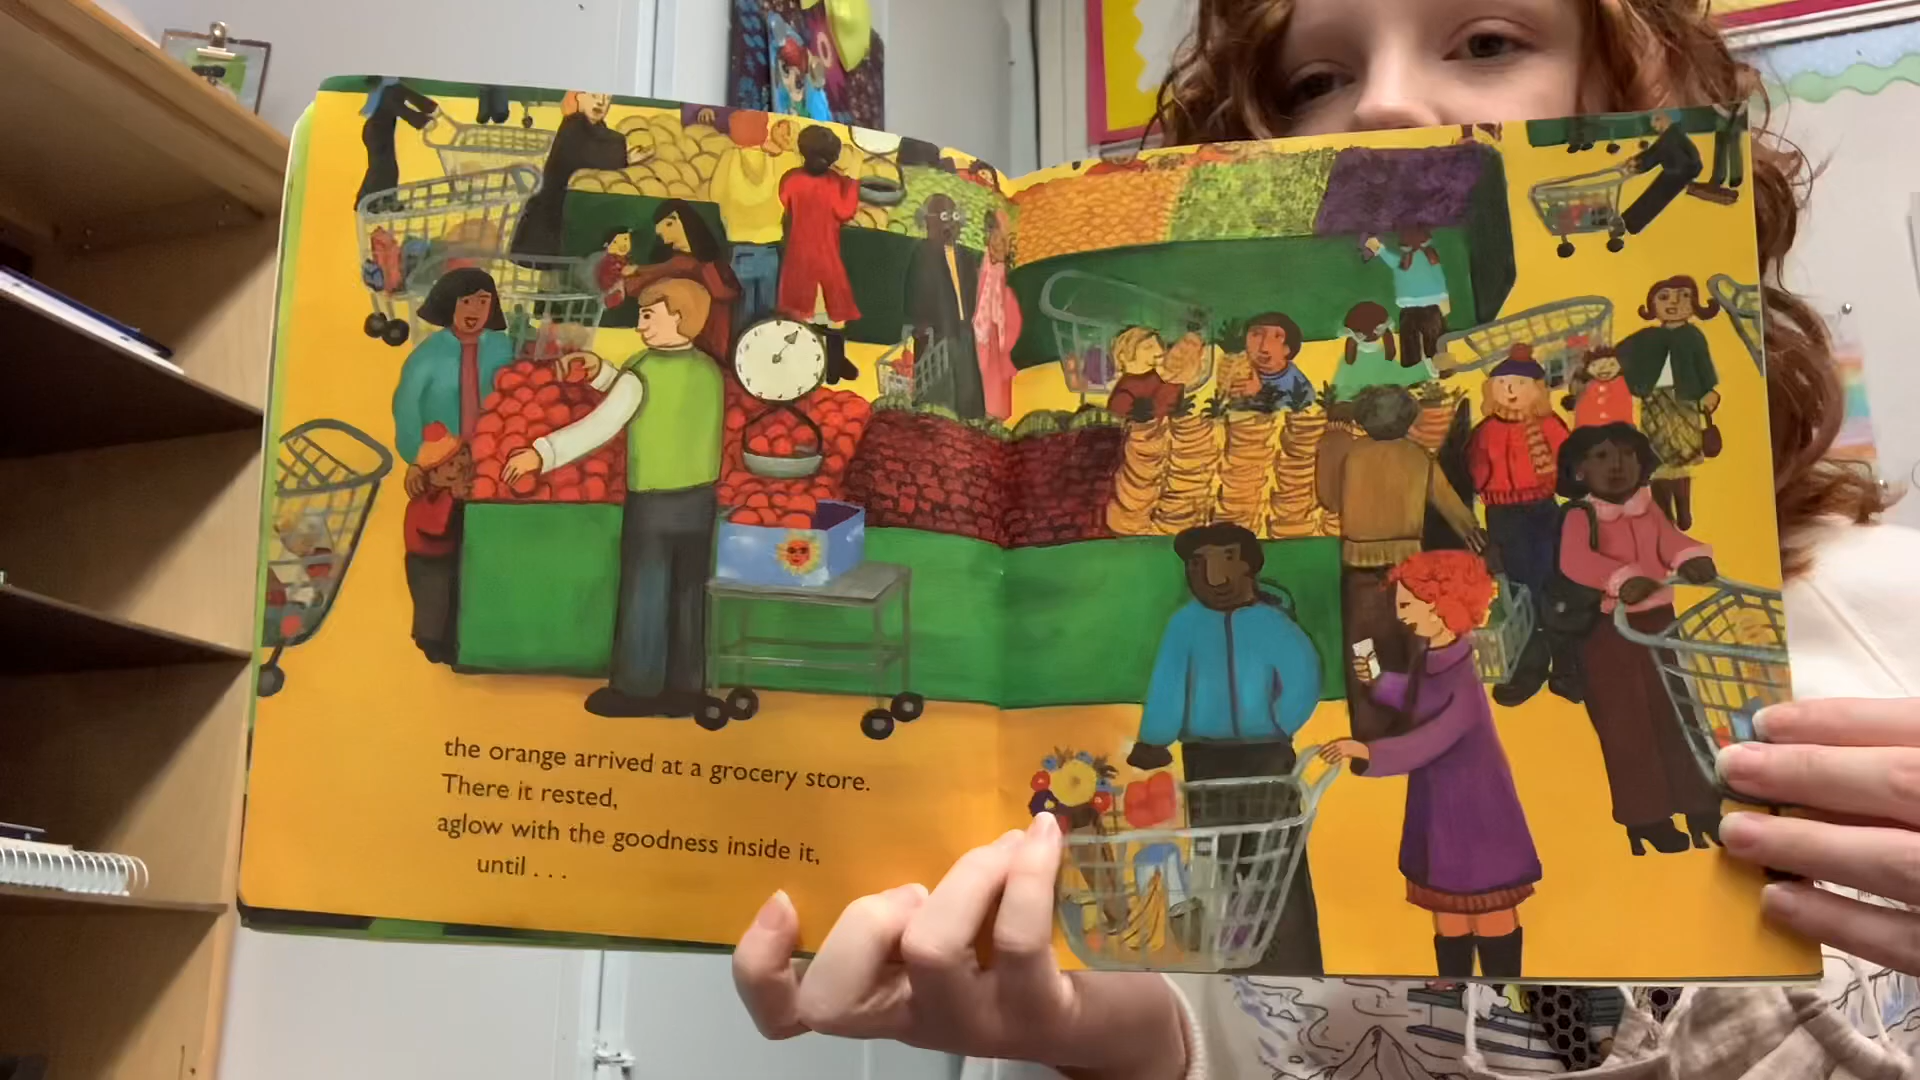 the orange arrived at a grocery store.
There it rested,
aglow with the goodness inside it,
until . . .